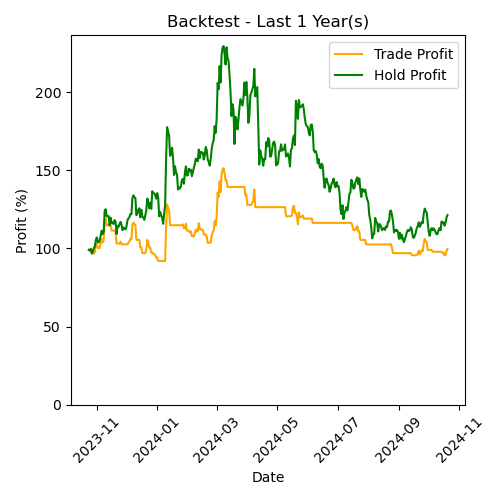 Backtest - Last 1 Year(s)
Trade Profit
Hold Profit
Profit (%)
200
150
100
50
0
2023-11
2024-01
2024-03
2024-05
2024-07
2024-09
2024-11
Date